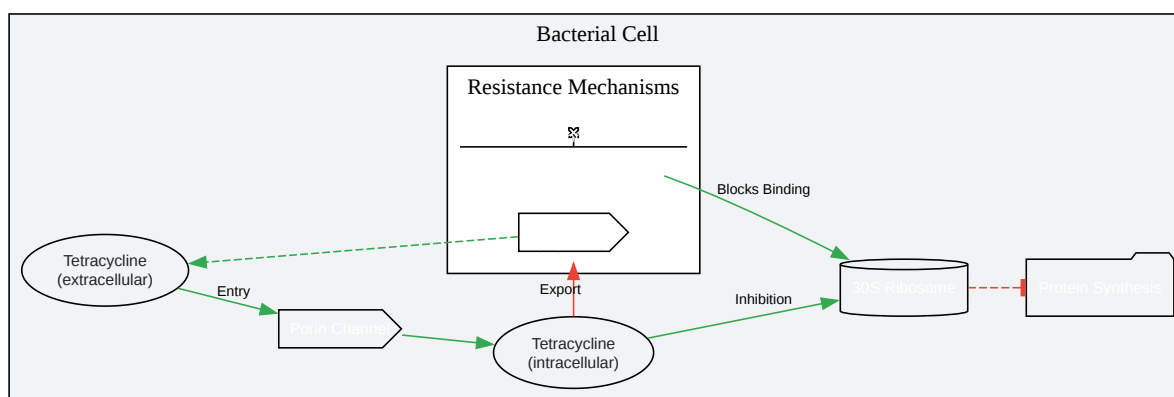 Bacterial Cell
Resistance Mechanisms
Blocks Binding
Tetracycline
(extracellular)
Entry
Porin Channel
Export
Tetracycline
(intracellular)
Inhibition
30S Ribosome
Protein Synthesis